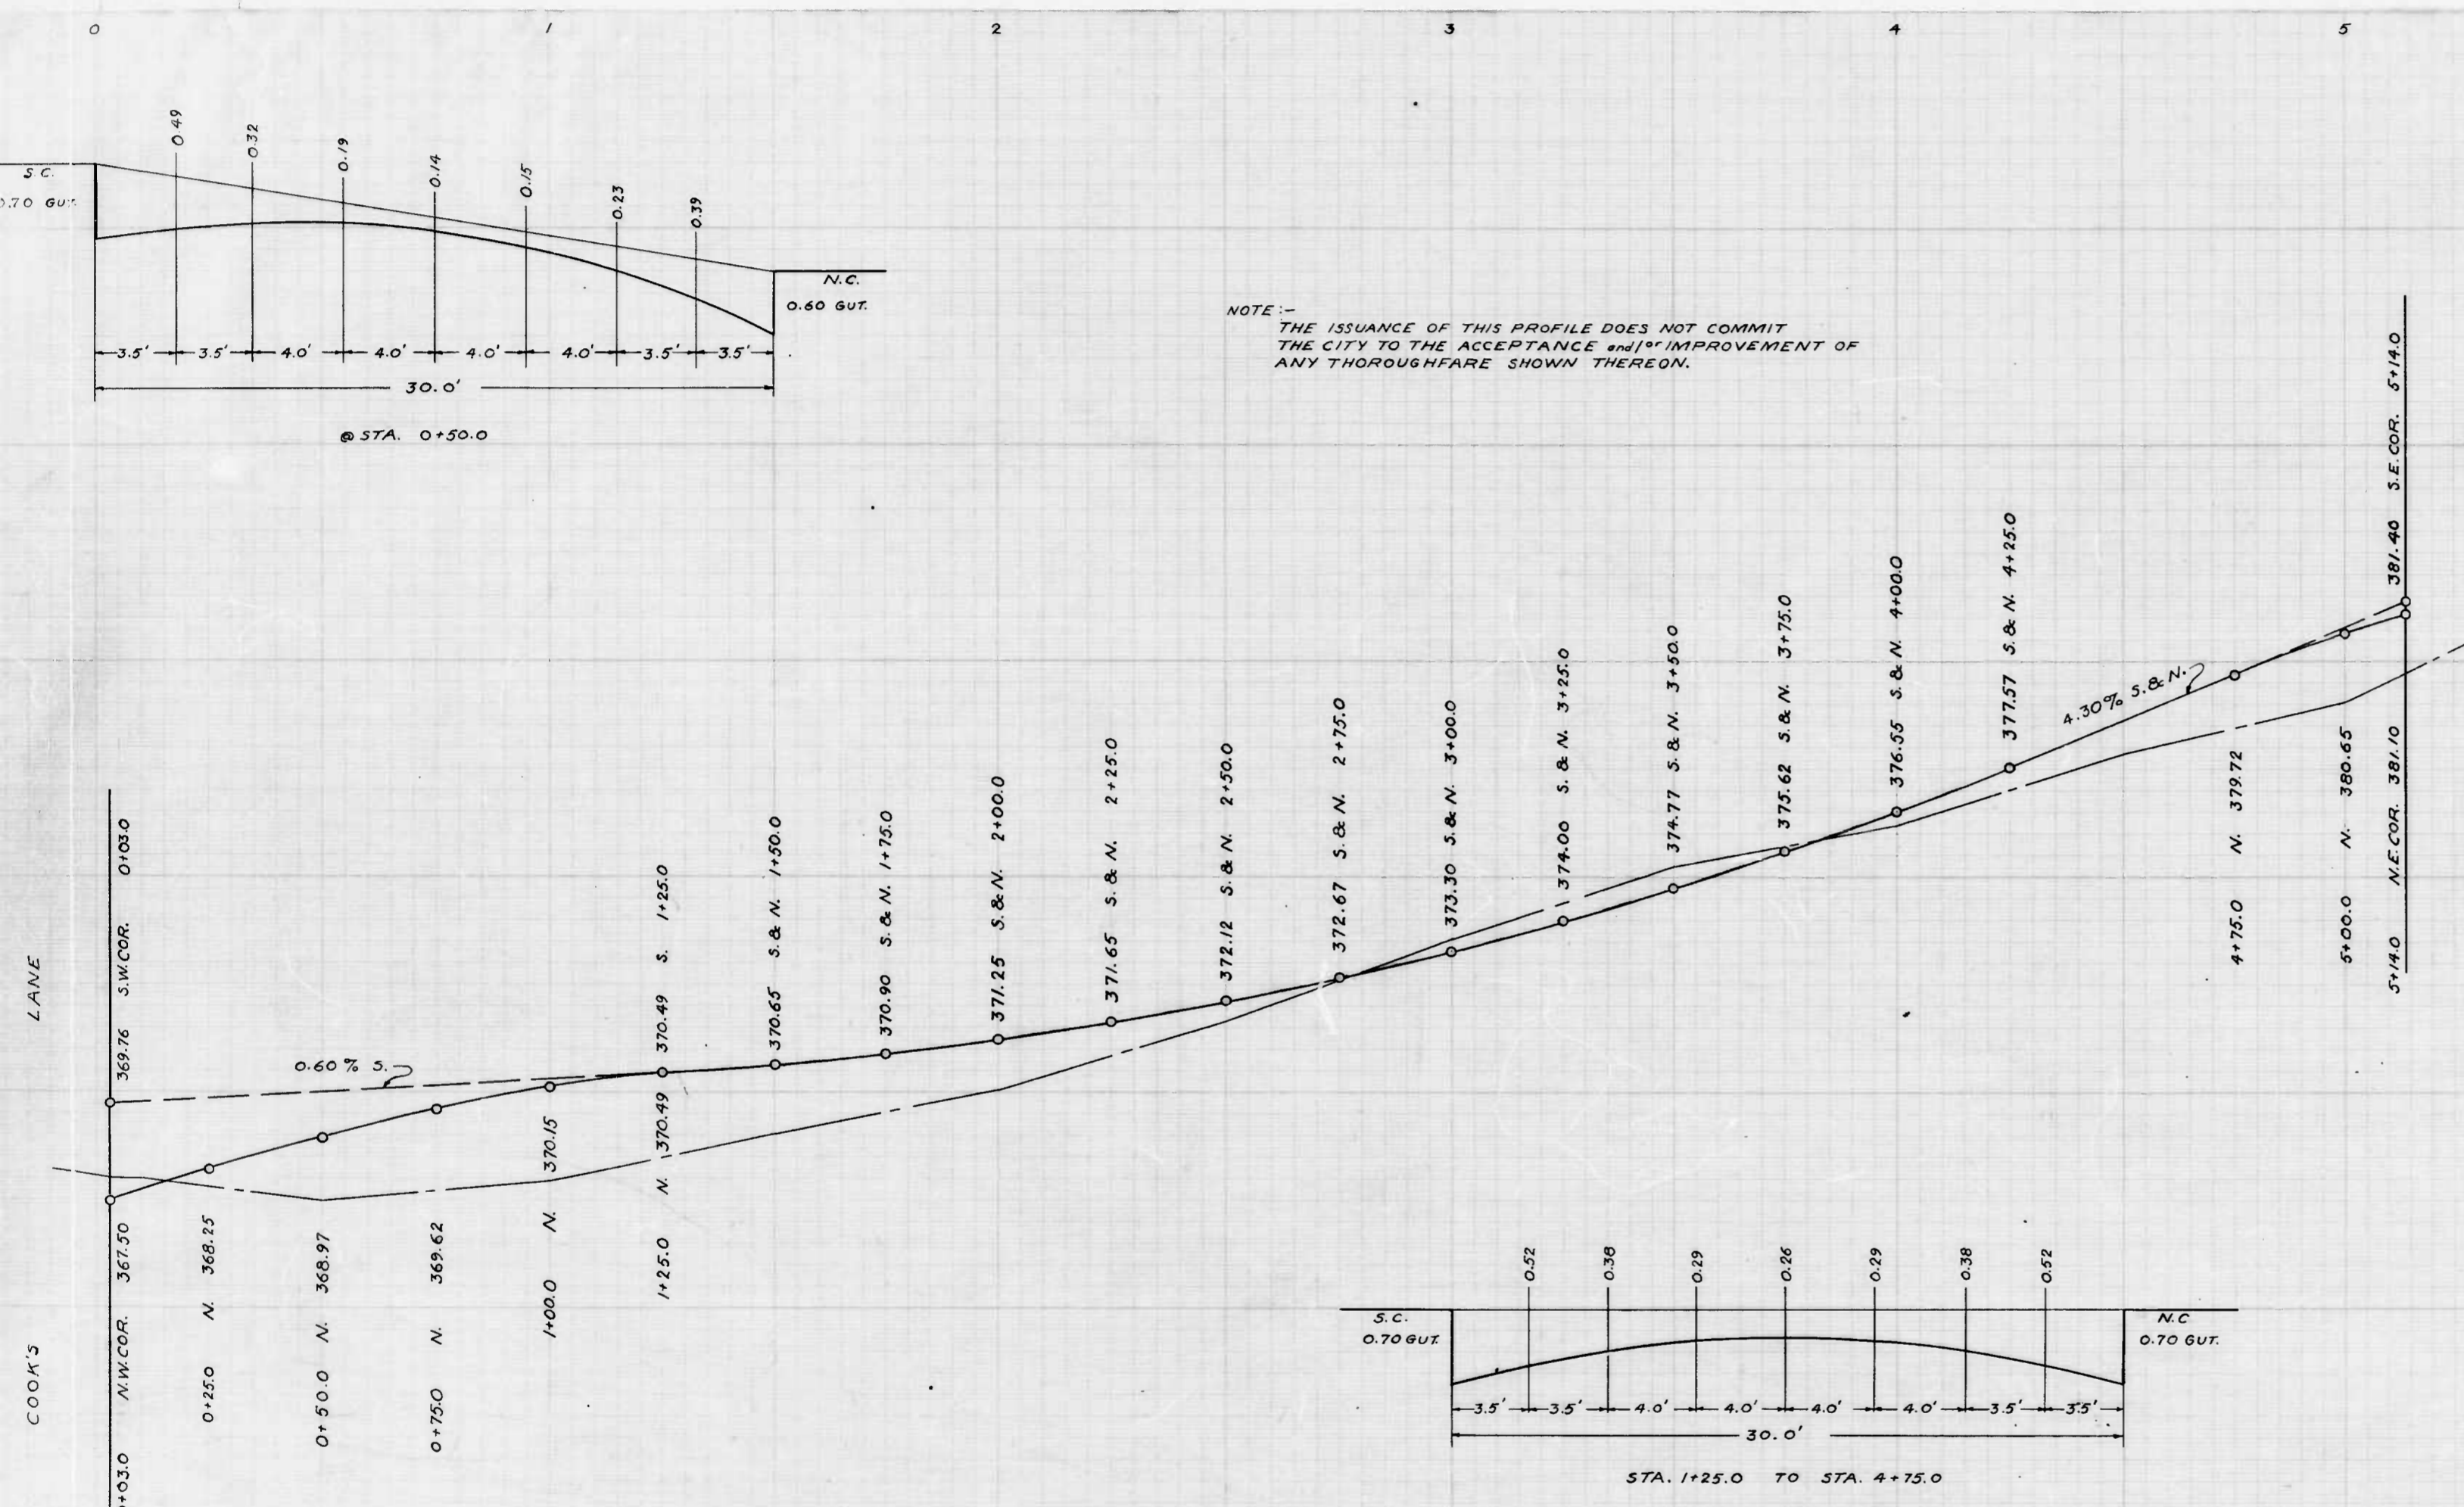 0 1 2 3 4 5
0.49
0.32
0.19
0.14
0.15
0.23
0.39
S.C.
0.70 GUT.
N.C.
0.60 GUT.
3.5' 3.5' 4.0' 4.0' 4.0' 4.0' 3.5' 3.5'
30.0'
@ STA. 0+50.0
NOTE:-
THE ISSUANCE OF THIS PROFILE DOES NOT COMMIT
THE CITY TO THE ACCEPTANCE and/or IMPROVEMENT OF
ANY THOROUGHFARE SHOWN THEREON.
COOK'S LANE
369.76 S.W.COR. 0+03.0
0+03.0 N.W.COR. 367.50
0.60% S.
0+25.0 N. 368.25
0+50.0 N. 368.97
0+75.0 N. 369.62
1+00.0 N. 370.15
370.49 S. 1+25.0
1+25.0 N. 370.49
370.65 S.&N. 1+50.0
370.90 S.&N. 1+75.0
371.25 S.&N. 2+00.0
371.65 S.&N. 2+25.0
372.12 S.&N. 2+50.0
372.67 S.&N. 2+75.0
373.30 S.&N. 3+00.0
374.00 S.&N. 3+25.0
374.77 S.&N. 3+50.0
375.62 S.&N. 3+75.0
376.55 S.&N. 4+00.0
377.57 S.&N. 4+25.0
4.30% S.&N.
4+75.0 N. 379.72
5+00.0 N. 380.65
381.40 S.E.COR. 5+14.0
5+14.0 N.E.COR. 381.10
0.52
0.38
0.29
0.26
0.29
0.38
0.52
S.C.
0.70 GUT.
N.C
0.70 GUT.
3.5' 3.5' 4.0' 4.0' 4.0' 4.0' 3.5' 3.5'
30.0'
STA. 1+25.0 TO STA. 4+75.0